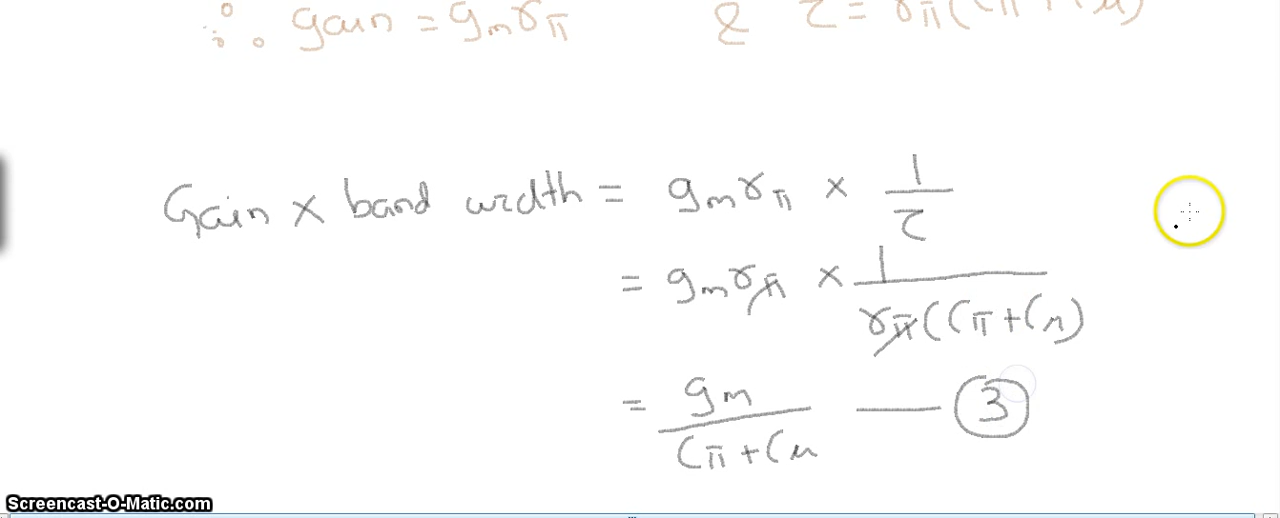 ∴ gain = gmrπ & τ = rπ(Cπ+Cμ)
Gain × band width = gmrπ × 1/τ
= gmrπ × 1/rπ(Cπ+Cμ)
= gm/Cπ+Cμ — 3
Screencast-O-Matic.com